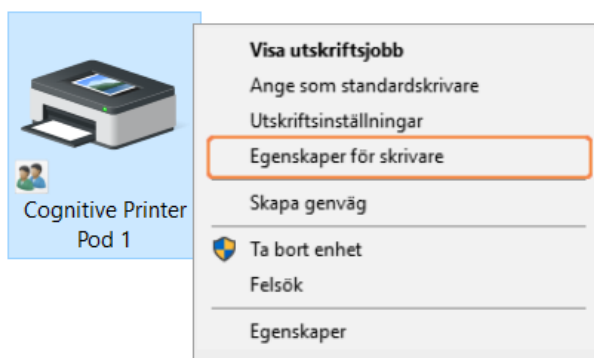 Cognitive Printer
Pod 1
Visa utskriftsjobb
Ange som standardskrivare
Utskriftsinställningar
Egenskaper för skrivare
Skapa genväg
Ta bort enhet
Felsök
Egenskaper